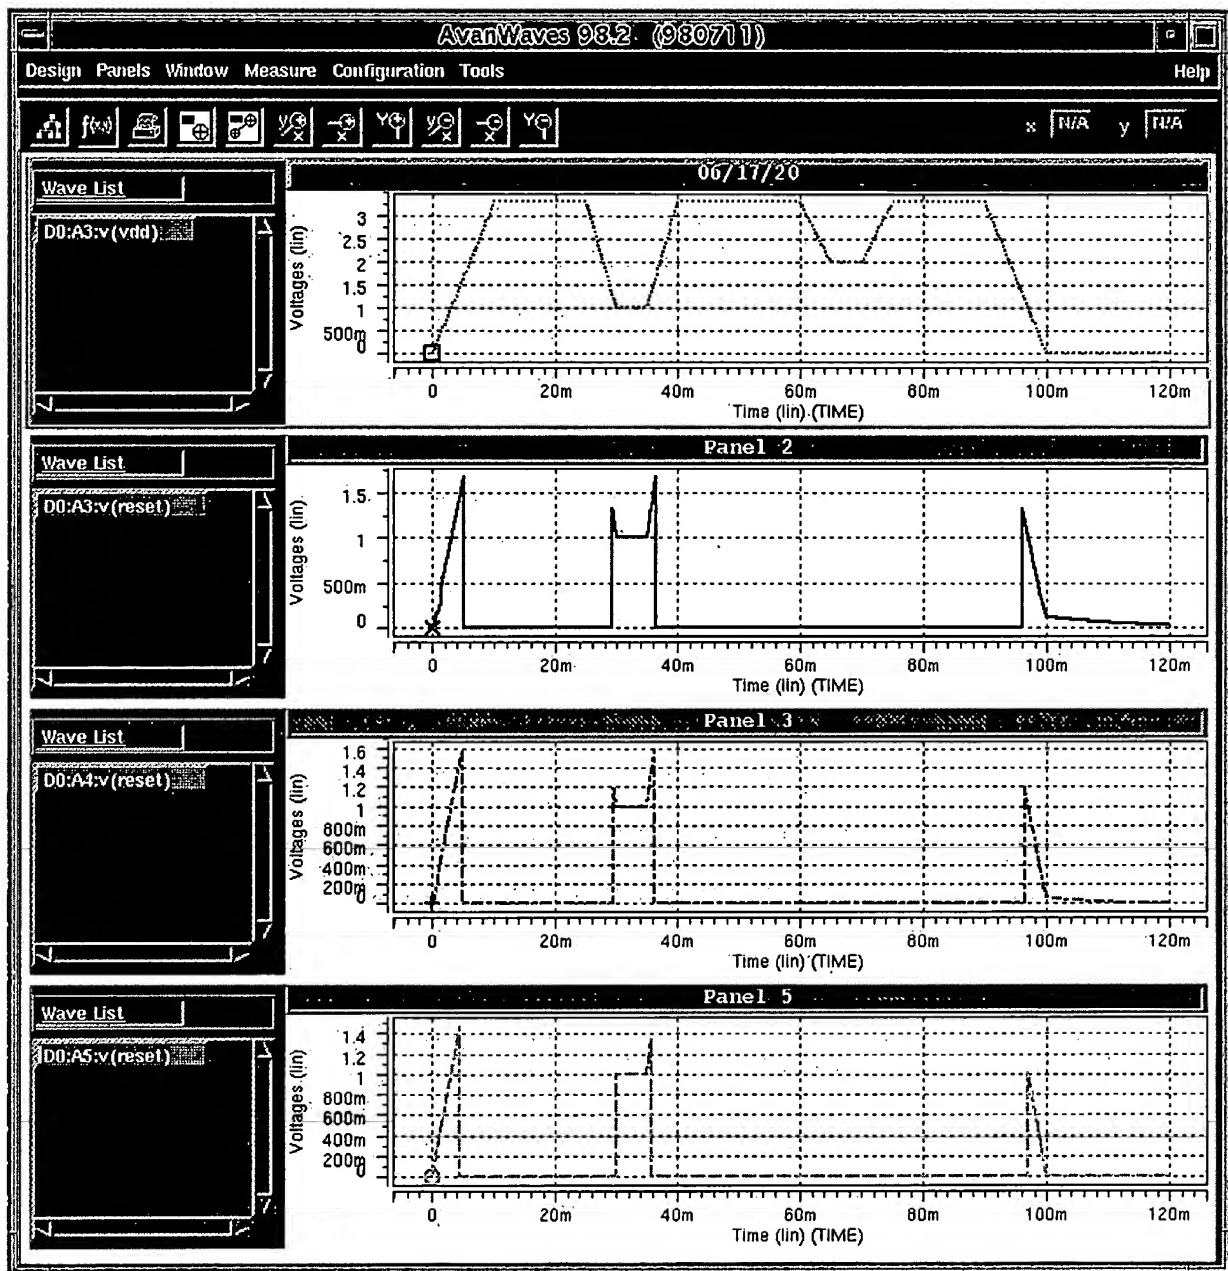 AvanWaves 98.2 (980711)
Design Panels Window Measure Configuration Tools Help
f(x,y) x N/A y N/A
06/17/20
Wave List
D0:A3:v(vdd)
Voltages (lin)
3
2.5
2
1.5
1
500m
0
0 20m 40m 60m 80m 100m 120m
Time (lin) (TIME)
Panel 2
Wave List
D0:A3:v(reset)
Voltages (lin)
1.5
1
500m
0
0 20m 40m 60m 80m 100m 120m
Time (lin) (TIME)
Panel 3
Wave List
D0:A4:v(reset)
Voltages (lin)
1.6
1.4
1.2
1
800m
600m
400m
200m
0
0 20m 40m 60m 80m 100m 120m
Time (lin) (TIME)
Panel 5
Wave List
D0:A5:v(reset)
Voltages (lin)
1.4
1.2
1
800m
600m
400m
200m
0
0 20m 40m 60m 80m 100m 120m
Time (lin) (TIME)